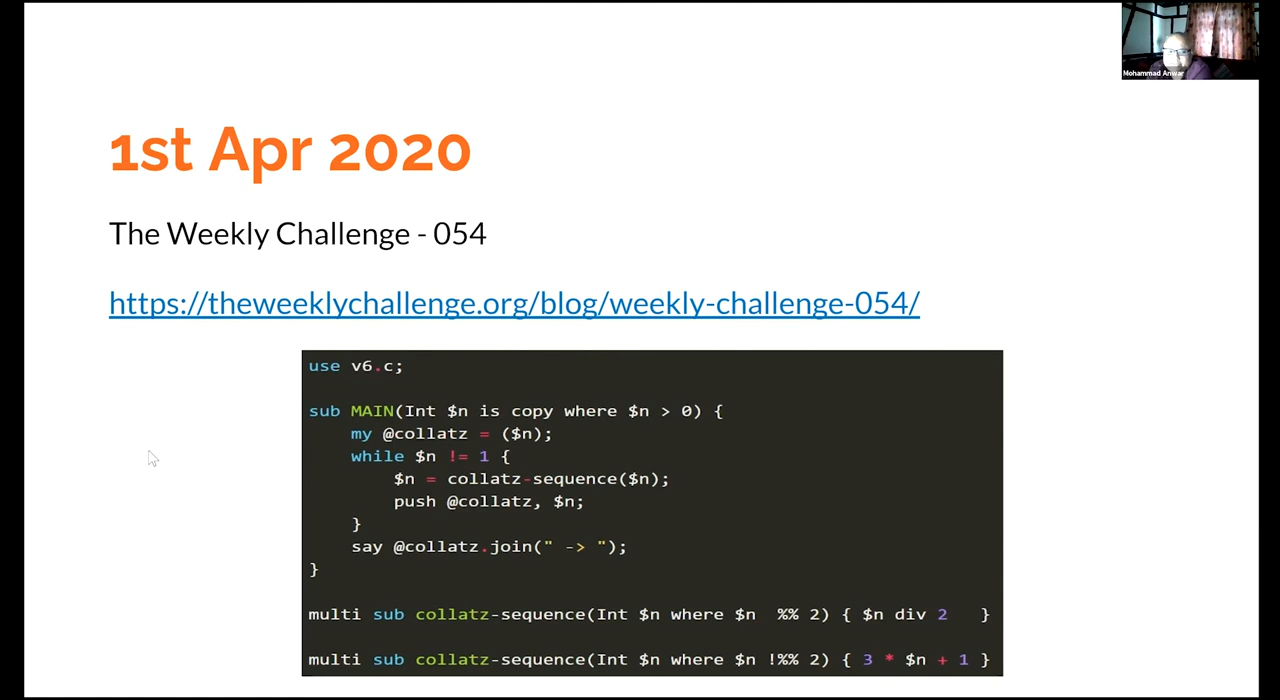 Mohammad Anwar
1st Apr 2020
The Weekly Challenge - 054
https://theweeklychallenge.org/blog/weekly-challenge-054/
use v6.c;
sub MAIN(Int $n is copy where $n > 0) {
    my @collatz = ($n);
    while $n != 1 {
        $n = collatz-sequence($n);
        push @collatz, $n;
    }
    say @collatz.join(" -> ");
}
multi sub collatz-sequence(Int $n where $n  %% 2) { $n div 2   }
multi sub collatz-sequence(Int $n where $n !%% 2) { 3 * $n + 1 }